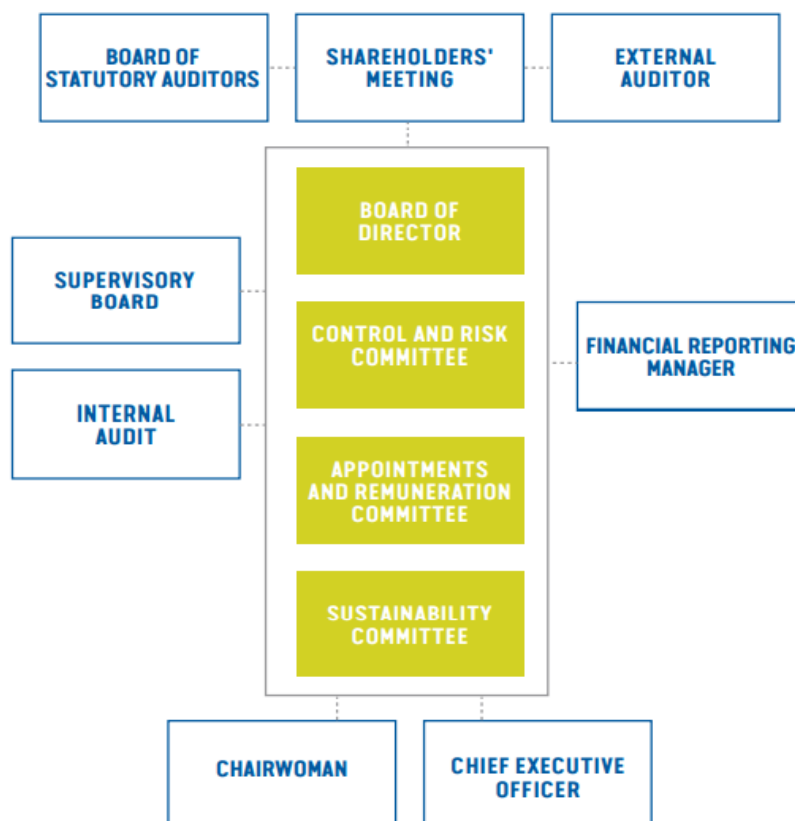 BOARD OF
STATUTORY AUDITORS
SHAREHOLDERS'
MEETING
EXTERNAL
AUDITOR
BOARD OF
DIRECTOR
SUPERVISORY
BOARD
CONTROL AND RISK
COMMITTEE
FINANCIAL REPORTING
MANAGER
INTERNAL
AUDIT
APPOINTMENTS
AND REMUNERATION
COMMITTEE
SUSTAINABILITY
COMMITTEE
CHAIRWOMAN
CHIEF EXECUTIVE
OFFICER